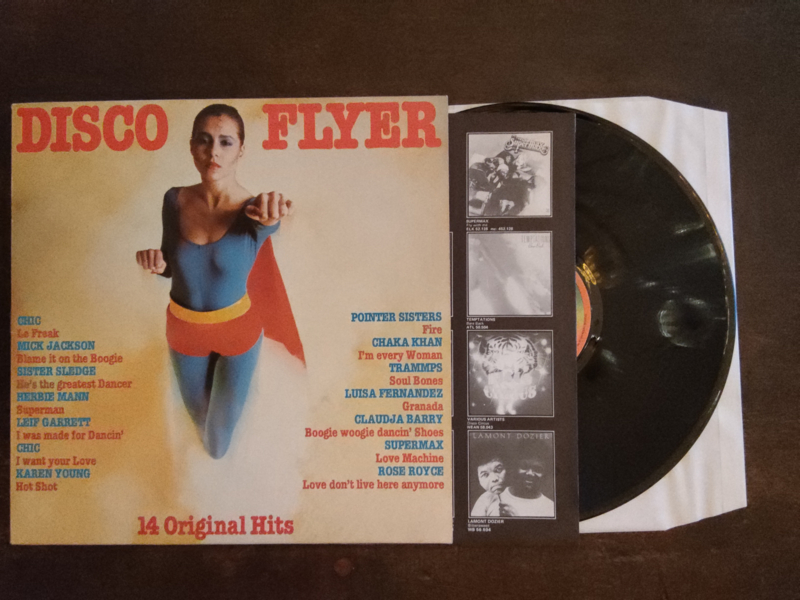 DISCO FLYER
CHIC
Le Freak
MICK JACKSON
Blame it on the Boogie
SISTER SLEDGE
He's the greatest Dancer
HERBIE MANN
Superman
LEIF GARRETT
I was made for Dancin'
CHIC
I want your Love
KAREN YOUNG
Hot Shot
POINTER SISTERS
Fire
CHAKA KHAN
I'm every Woman
TRAMMPS
Soul Bones
LUISA FERNANDEZ
Granada
CLAUDJA BARRY
Boogie woogie dancin' Shoes
SUPERMAX
Love Machine
ROSE ROYCE
Love don't live here anymore
14 Original Hits
SUPERMAX
TEMPTATIONS
VARIOUS ARTISTS
LAMONT DOZIER
LAMONT DOZIER